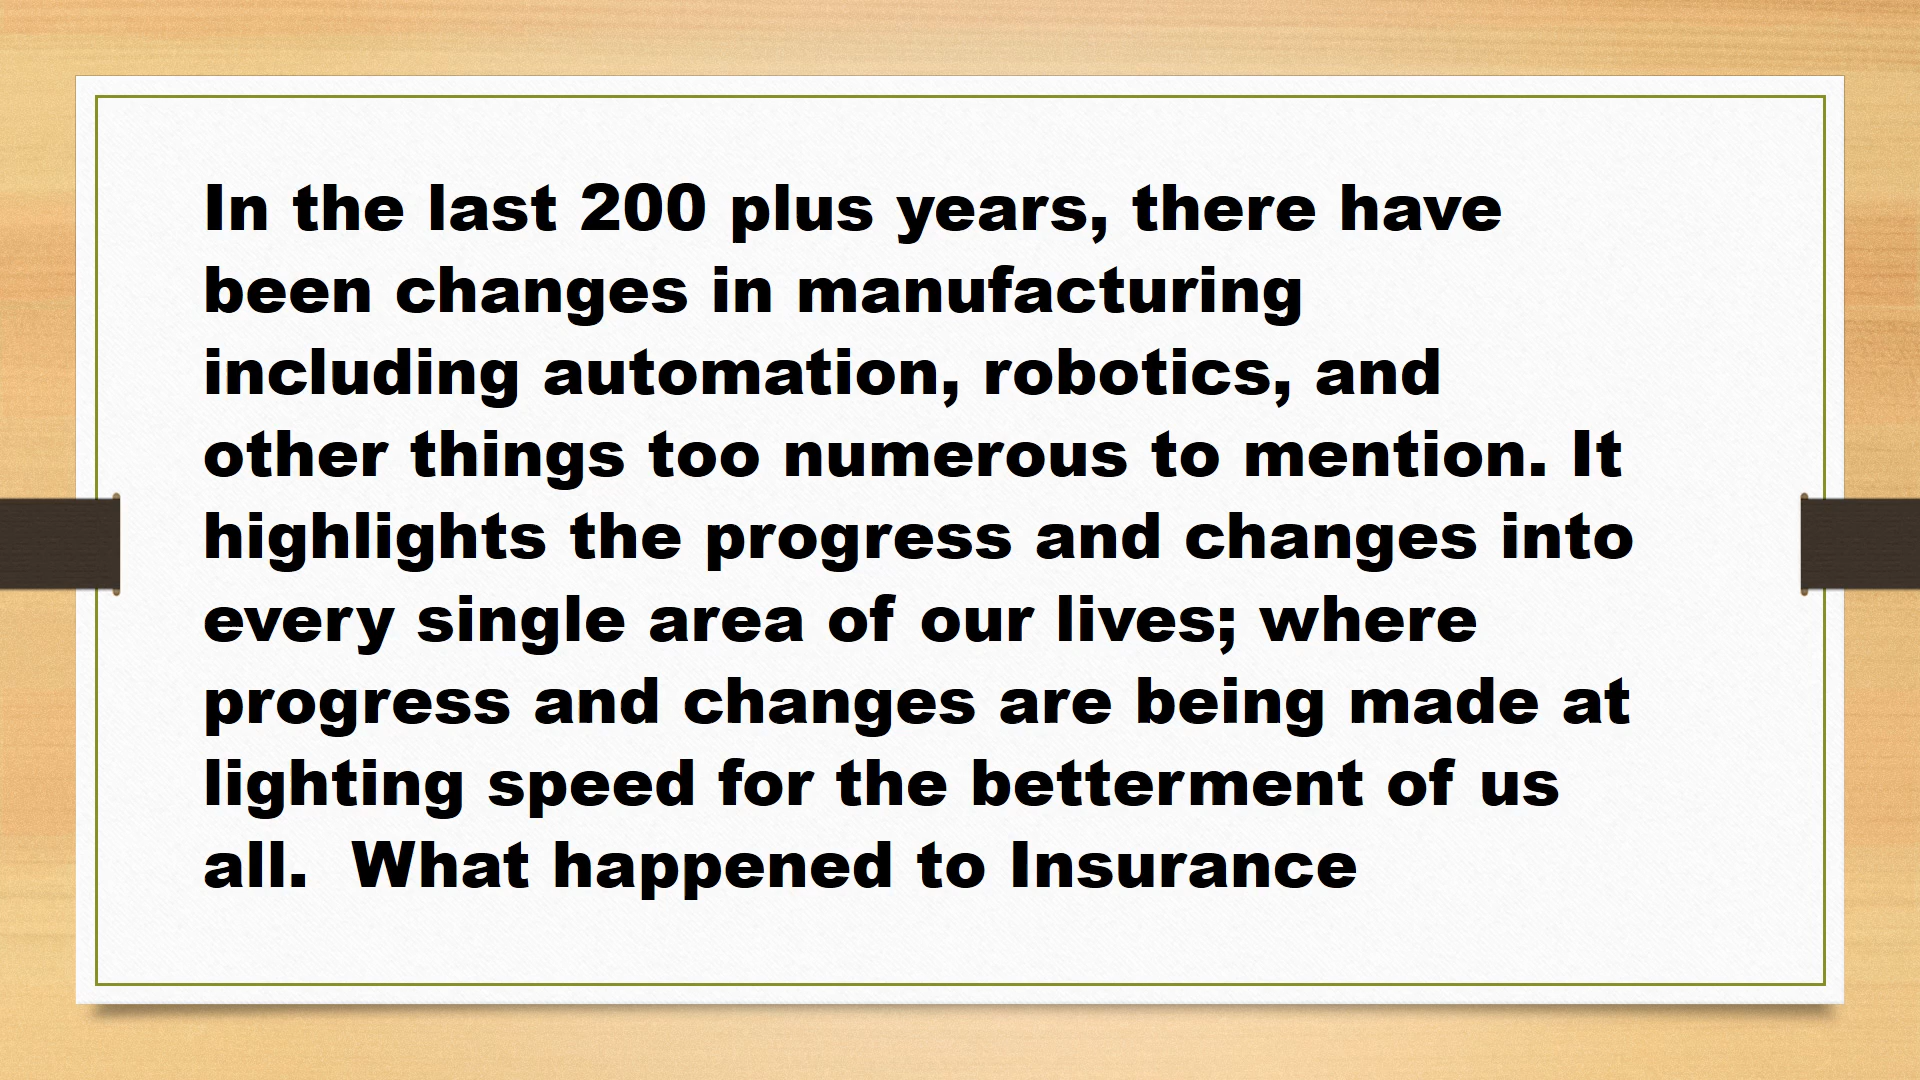 In the last 200 plus years, there have
been changes in manufacturing
including automation, robotics, and
other things too numerous to mention. It
highlights the progress and changes into
every single area of our lives; where
progress and changes are being made at
lighting speed for the betterment of us
all.  What happened to Insurance